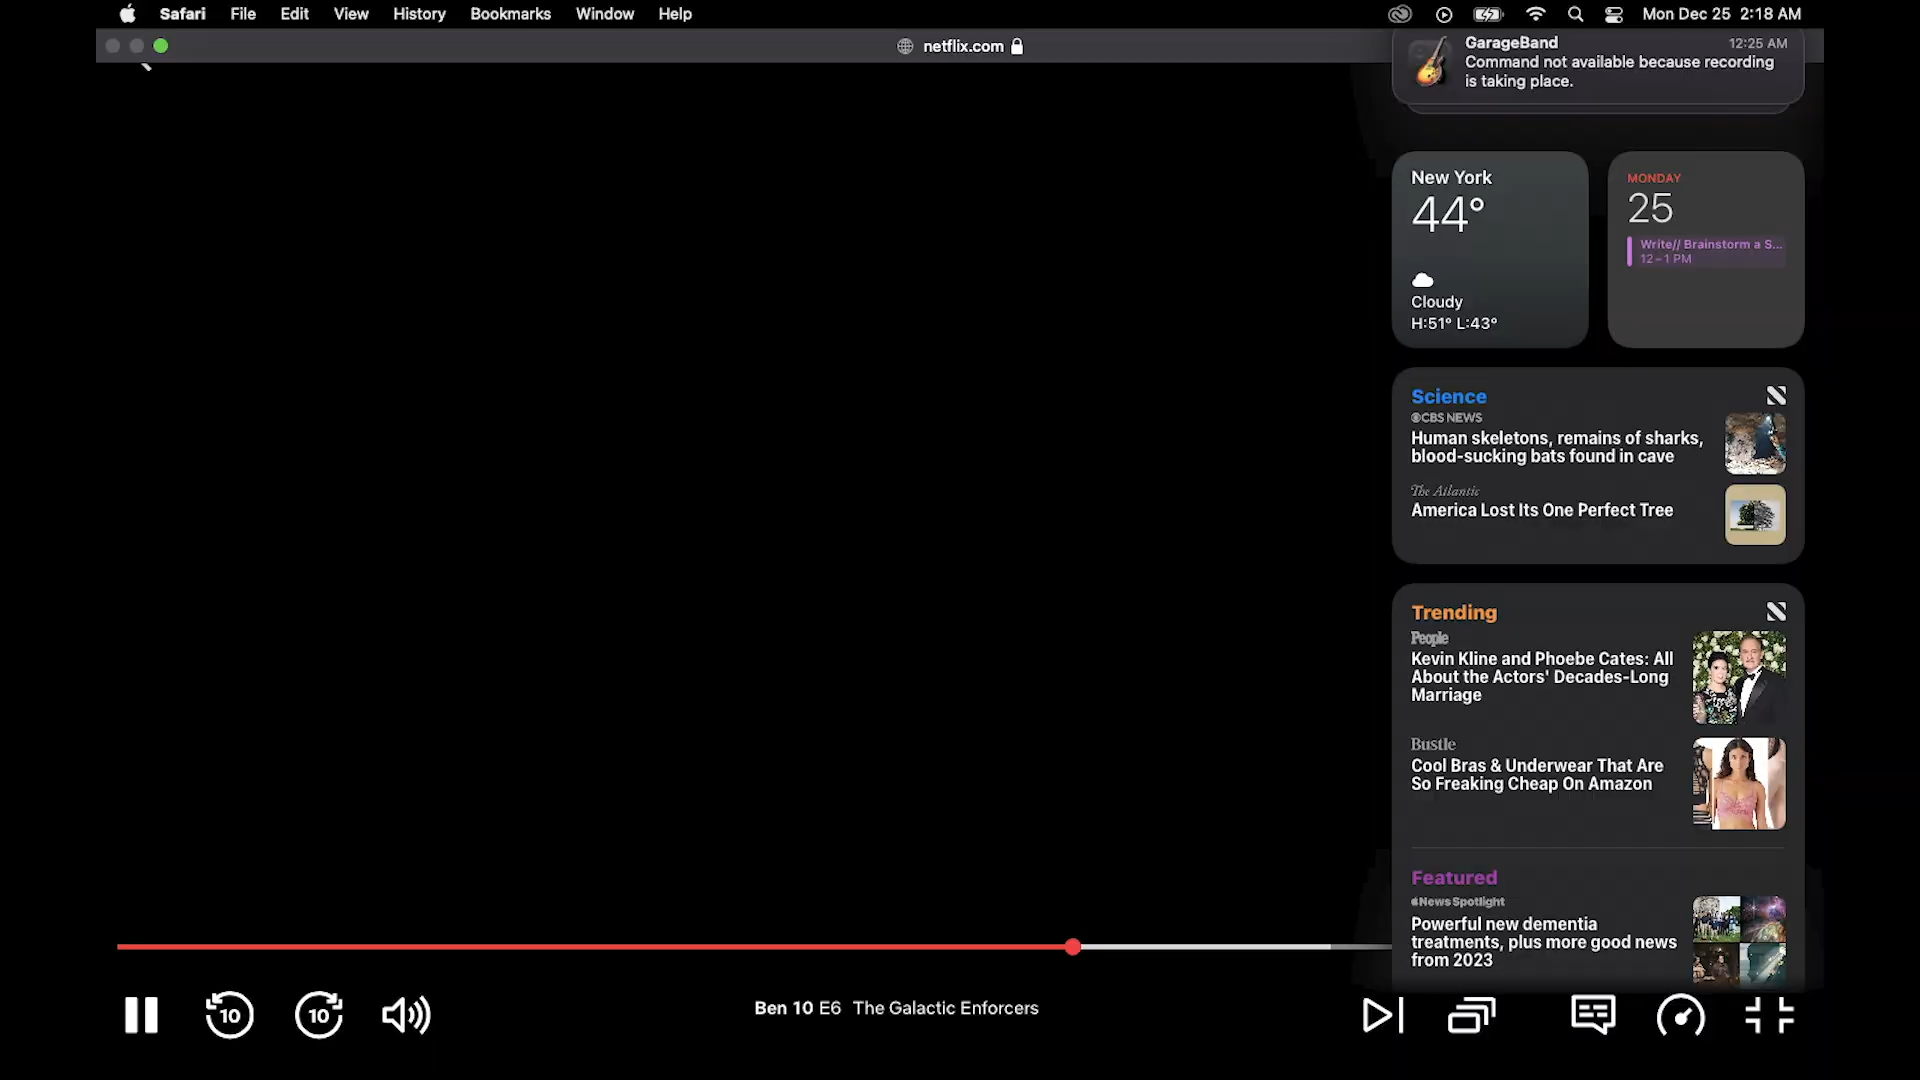 Safari File Edit View History Bookmarks Window Help
Mon Dec 25 2:18 AM
netflix.com
GarageBand 12:25 AM
Command not available because recording
is taking place.
New York
44°
Cloudy
H:51° L:43°
MONDAY
25
Write// Brainstorm a S...
12–1 PM
Science
CBS NEWS
Human skeletons, remains of sharks,
blood-sucking bats found in cave
The Atlantic
America Lost Its One Perfect Tree
Trending
People
Kevin Kline and Phoebe Cates: All
About the Actors' Decades-Long
Marriage
Bustle
Cool Bras & Underwear That Are
So Freaking Cheap On Amazon
Featured
News Spotlight
Powerful new dementia
treatments, plus more good news
from 2023
10
10
Ben 10 E6 The Galactic Enforcers